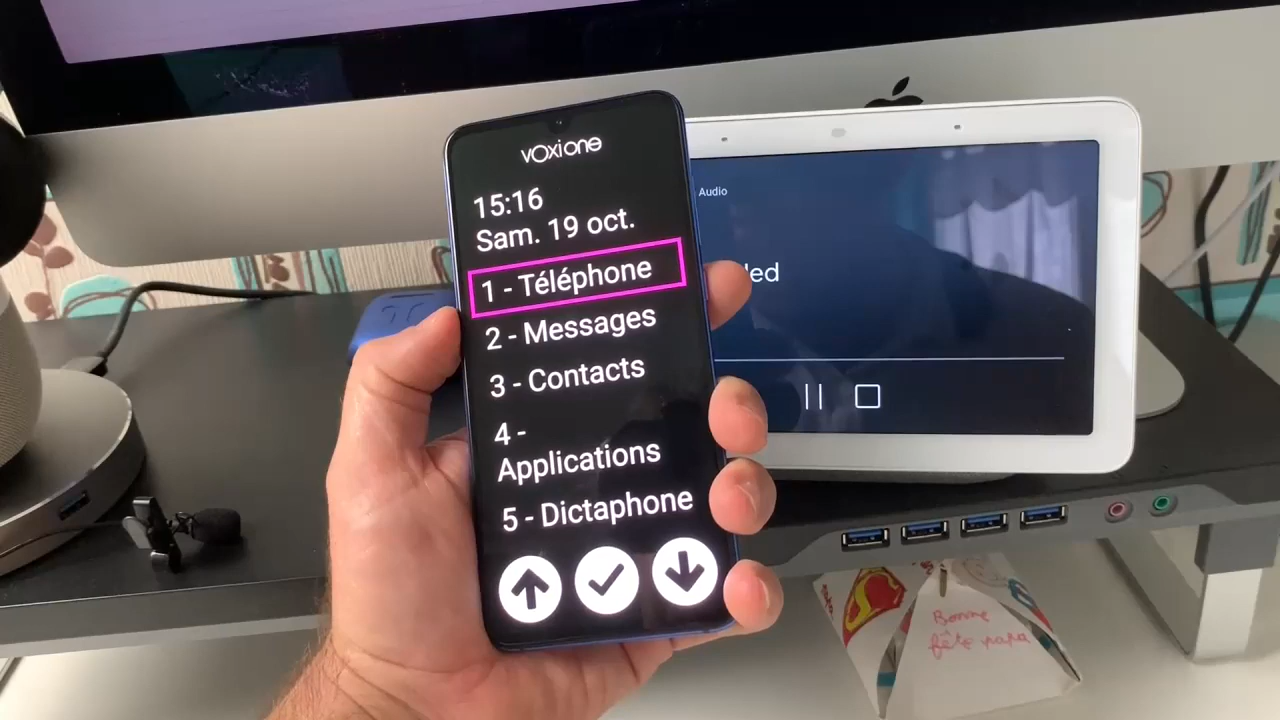 voxione
15:16
Sam. 19 oct.
1 - Téléphone
2 - Messages
3 - Contacts
4 -
Applications
5 - Dictaphone
Audio
Bonne
fête papa